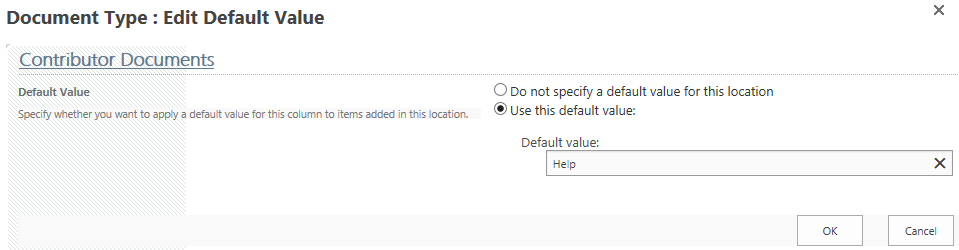 Document Type : Edit Default Value
Contributor Documents
Default Value
Specify whether you want to apply a default value for this column to items added in this location.
Do not specify a default value for this location
Use this default value:
Default value:
Help
OK
Cancel